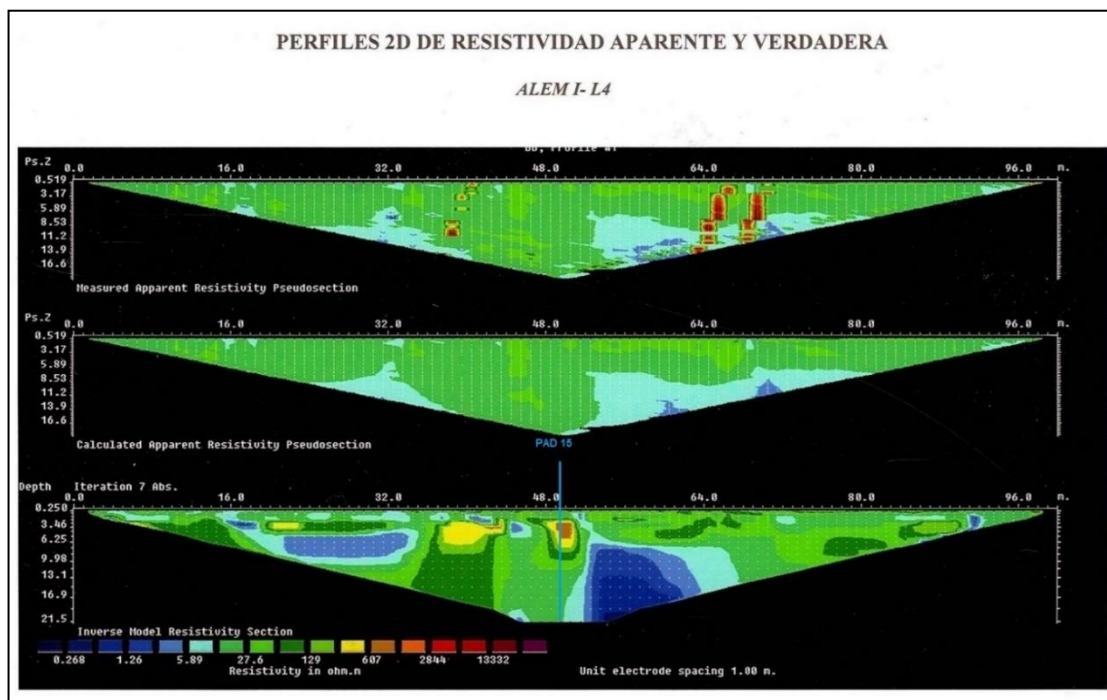 PERFILES 2D DE RESISTIVIDAD APARENTE Y VERDADERA
ALEM I- L4
Ps.Z 0.0 16.0 32.0 48.0 64.0 80.0 96.0 m.
0.519
3.17
5.89
8.53
11.2
13.9
16.6
Measured Apparent Resistivity Pseudosection
Ps.Z 0.0 16.0 32.0 48.0 64.0 80.0 96.0 m.
0.519
3.17
5.89
8.53
11.2
13.9
16.6
Calculated Apparent Resistivity Pseudosection
PAD 15
Depth Iteration 7 Abs.
0.0 16.0 32.0 48.0 64.0 80.0 96.0 m.
0.250
3.46
6.25
9.98
13.1
16.9
21.5
Inverse Model Resistivity Section
0.268 1.26 5.89 27.6 129 607 2844 13332
Resistivity in ohm.m Unit electrode spacing 1.00 m.